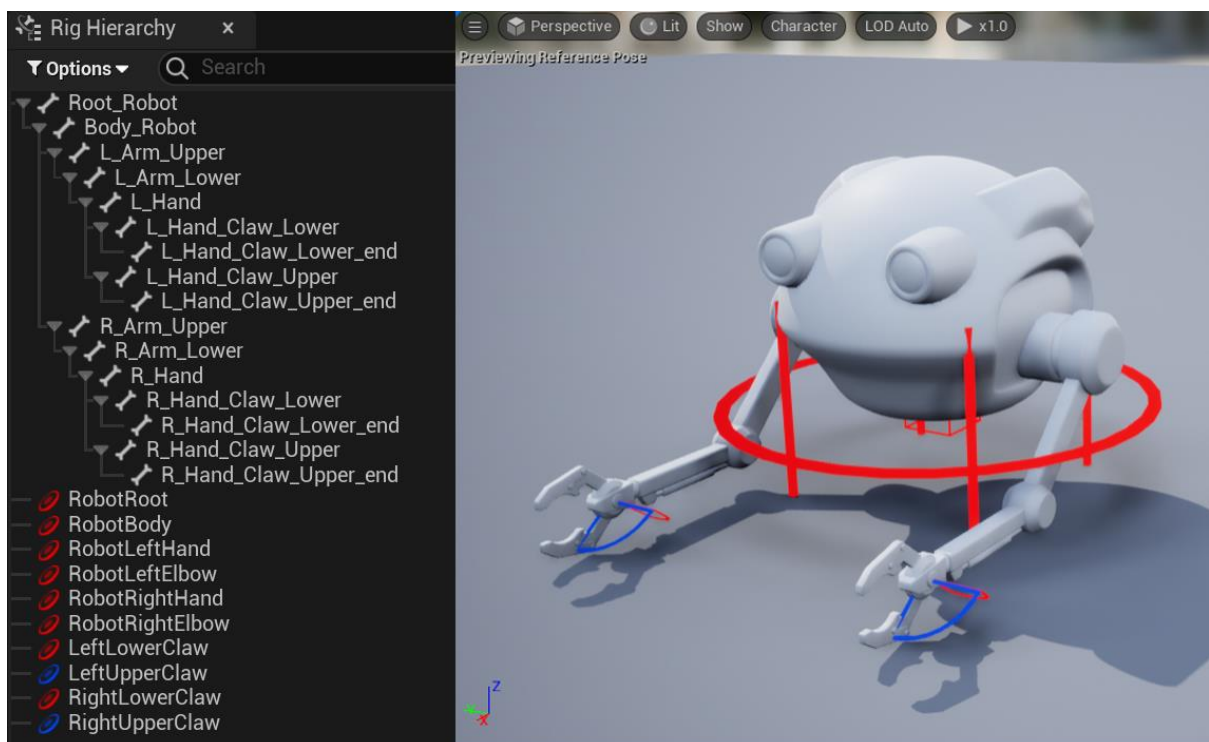 Rig Hierarchy ×
Options Search
Root_Robot
Body_Robot
L_Arm_Upper
L_Arm_Lower
L_Hand
L_Hand_Claw_Lower
L_Hand_Claw_Lower_end
L_Hand_Claw_Upper
L_Hand_Claw_Upper_end
R_Arm_Upper
R_Arm_Lower
R_Hand
R_Hand_Claw_Lower
R_Hand_Claw_Lower_end
R_Hand_Claw_Upper
R_Hand_Claw_Upper_end
RobotRoot
RobotBody
RobotLeftHand
RobotLeftElbow
RobotRightHand
RobotRightElbow
LeftLowerClaw
LeftUpperClaw
RightLowerClaw
RightUpperClaw
Perspective Lit Show Character LOD Auto x1.0
Previewing Reference Pose
Z
Y
X